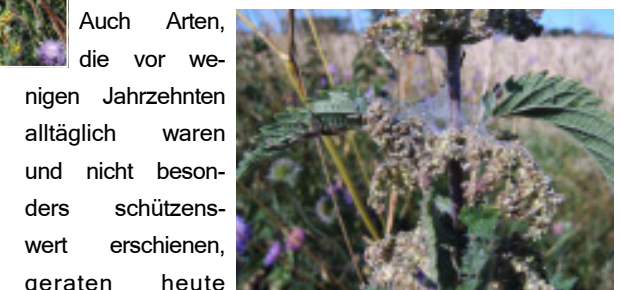 Auch Arten,
die vor we-
nigen Jahrzehnten
alltäglich waren
und nicht beson-
ders schützens-
wert erschienen,
geraten heute